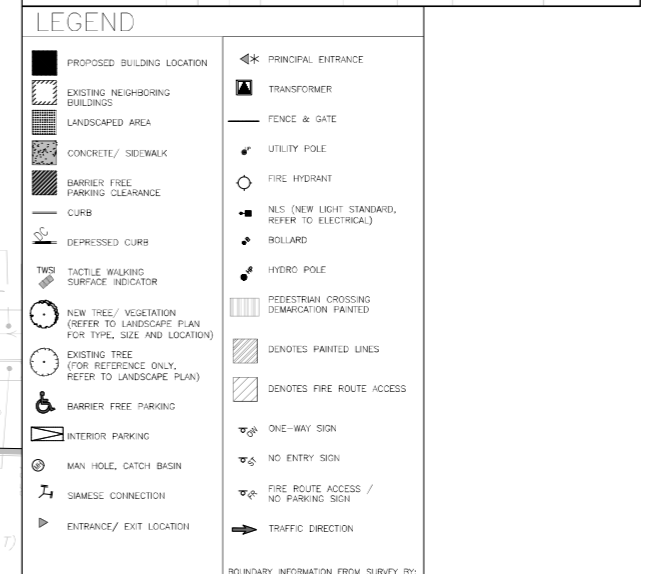 LEGEND
PROPOSED BUILDING LOCATION
EXISTING NEIGHBORING
BUILDINGS
LANDSCAPED AREA
CONCRETE/ SIDEWALK
BARRIER FREE
PARKING CLEARANCE
CURB
DC
DEPRESSED CURB
TWSI
TACTILE WALKING
SURFACE INDICATOR
NEW TREE/ VEGETATION
(REFER TO LANDSCAPE PLAN
FOR TYPE, SIZE AND LOCATION)
EXISTING TREE
(FOR REFERENCE ONLY,
REFER TO LANDSCAPE PLAN)
BARRIER FREE PARKING
INTERIOR PARKING
MAN HOLE, CATCH BASIN
SIAMESE CONNECTION
ENTRANCE/ EXIT LOCATION
PRINCIPAL ENTRANCE
TRANSFORMER
FENCE & GATE
UTILITY POLE
FIRE HYDRANT
NLS (NEW LIGHT STANDARD,
REFER TO ELECTRICAL)
BOLLARD
HYDRO POLE
PEDESTRIAN CROSSING
DEMARCATION PAINTED
DENOTES PAINTED LINES
DENOTES FIRE ROUTE ACCESS
OW
ONE-WAY SIGN
ST
NO ENTRY SIGN
FR
FIRE ROUTE ACCESS /
NO PARKING SIGN
TRAFFIC DIRECTION
BOUNDARY INFORMATION FROM SURVEY BY:
T)